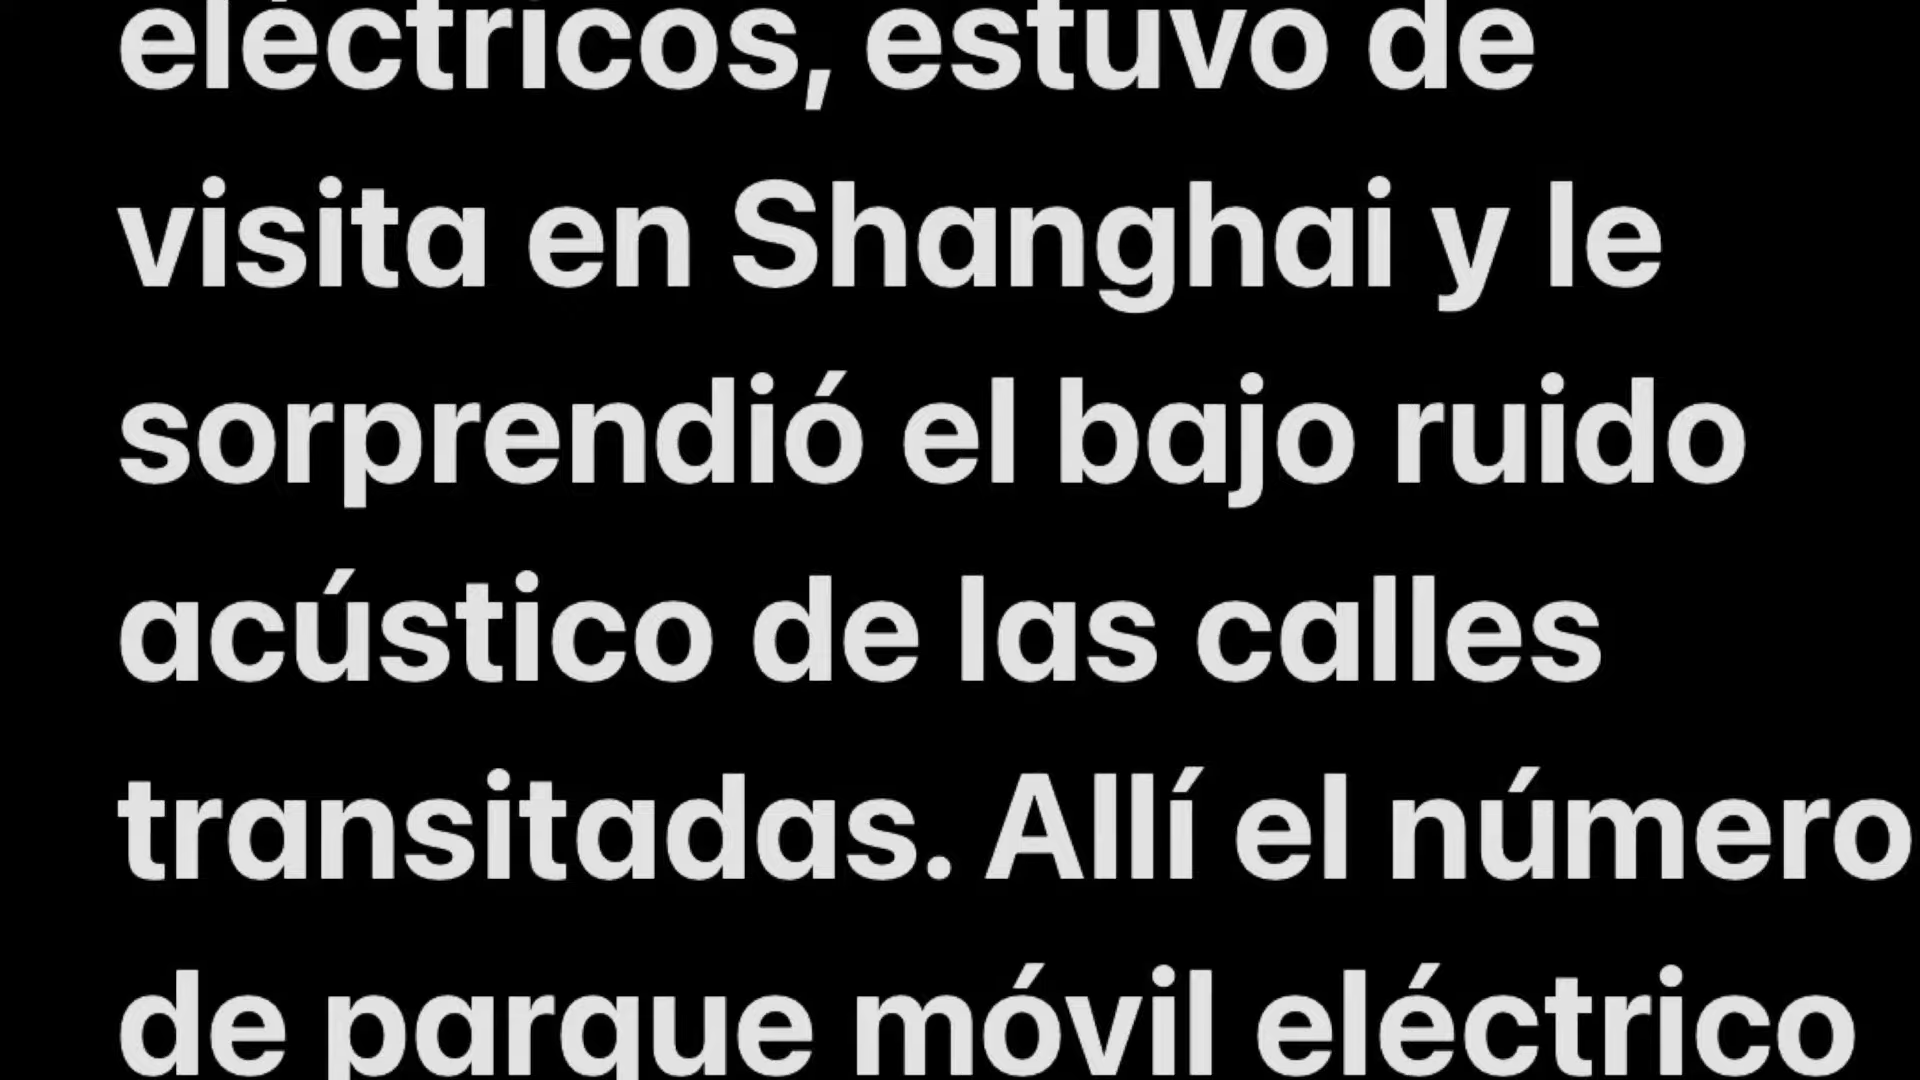 eléctricos, estuvo de
visita en Shanghai y le
sorprendió el bajo ruido
acústico de las calles
transitadas. Allí el número
de parque móvil eléctrico